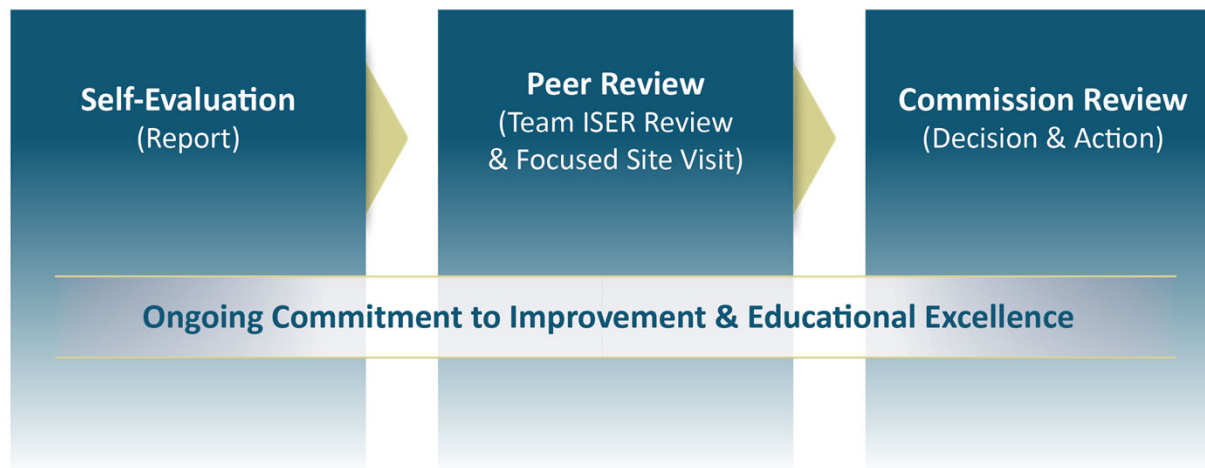 Self-Evaluation
(Report)
Peer Review
(Team ISER Review
& Focused Site Visit)
Commission Review
(Decision & Action)
Ongoing Commitment to Improvement & Educational Excellence